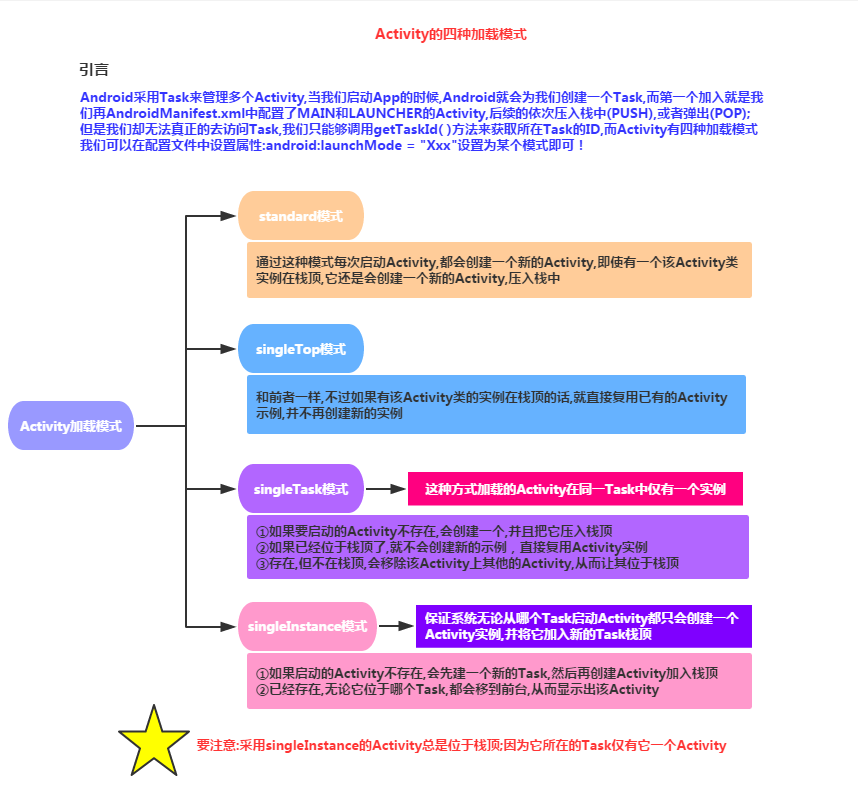 Activity的四种加载模式
引言
Android采用Task来管理多个Activity,当我们启动App的时候,Android就会为我们创建一个Task,而第一个加入就是我
们再AndroidManifest.xml中配置了MAIN和LAUNCHER的Activity,后续的依次压入栈中(PUSH),或者弹出(POP);
但是我们却无法真正的去访问Task,我们只能够调用getTaskId( )方法来获取所在Task的ID,而Activity有四种加载模式
我们可以在配置文件中设置属性:android:launchMode = "Xxx"设置为某个模式即可！
Activity加载模式
standard模式
通过这种模式每次启动Activity,都会创建一个新的Activity,即使有一个该Activity类
实例在栈顶,它还是会创建一个新的Activity,压入栈中
singleTop模式
和前者一样,不过如果有该Activity类的实例在栈顶的话,就直接复用已有的Activity
示例,并不再创建新的实例
singleTask模式
这种方式加载的Activity在同一Task中仅有一个实例
①如果要启动的Activity不存在,会创建一个,并且把它压入栈顶
②如果已经位于栈顶了,就不会创建新的示例，直接复用Activity实例
③存在,但不在栈顶,会移除该Activity上其他的Activity,从而让其位于栈顶
singleInstance模式
保证系统无论从哪个Task启动Activity都只会创建一个
Activity实例,并将它加入新的Task栈顶
①如果启动的Activity不存在,会先建一个新的Task,然后再创建Activity加入栈顶
②已经存在,无论它位于哪个Task,都会移到前台,从而显示出该Activity
要注意:采用singleInstance的Activity总是位于栈顶;因为它所在的Task仅有它一个Activity